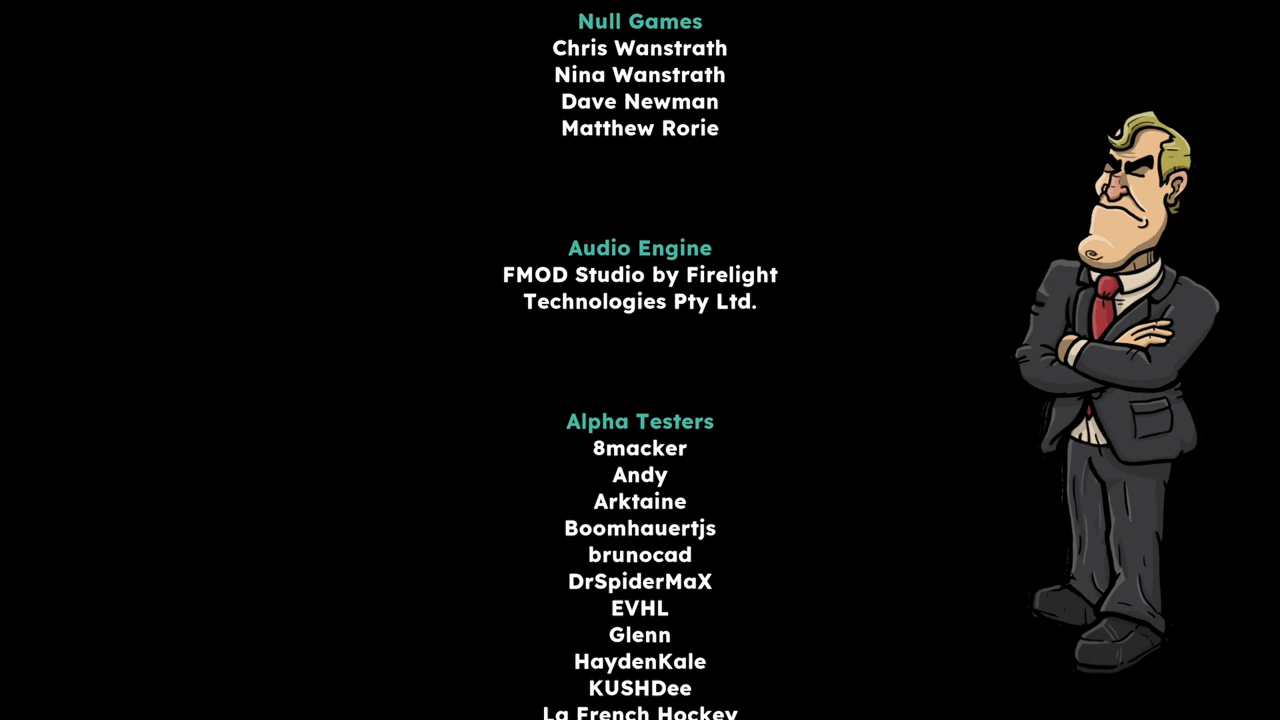 Null Games
Chris Wanstrath
Nina Wanstrath
Dave Newman
Matthew Rorie
Audio Engine
FMOD Studio by Firelight
Technologies Pty Ltd.
Alpha Testers
8macker
Andy
Arktaine
Boomhauertjs
brunocad
DrSpiderMaX
EVHL
Glenn
HaydenKale
KUSHDee
La French Hockey